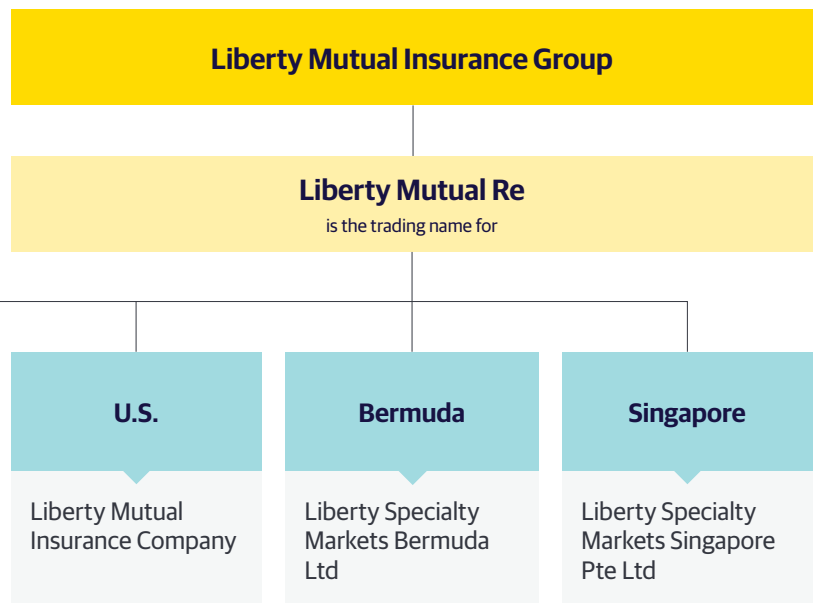 Liberty Mutual Insurance Group
Liberty Mutual Re
is the trading name for
U.S.
Liberty Mutual
Insurance Company
Bermuda
Liberty Specialty
Markets Bermuda
Ltd
Singapore
Liberty Specialty
Markets Singapore
Pte Ltd